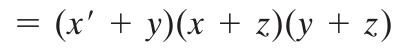 = (x′ + y)(x + z)(y + z)